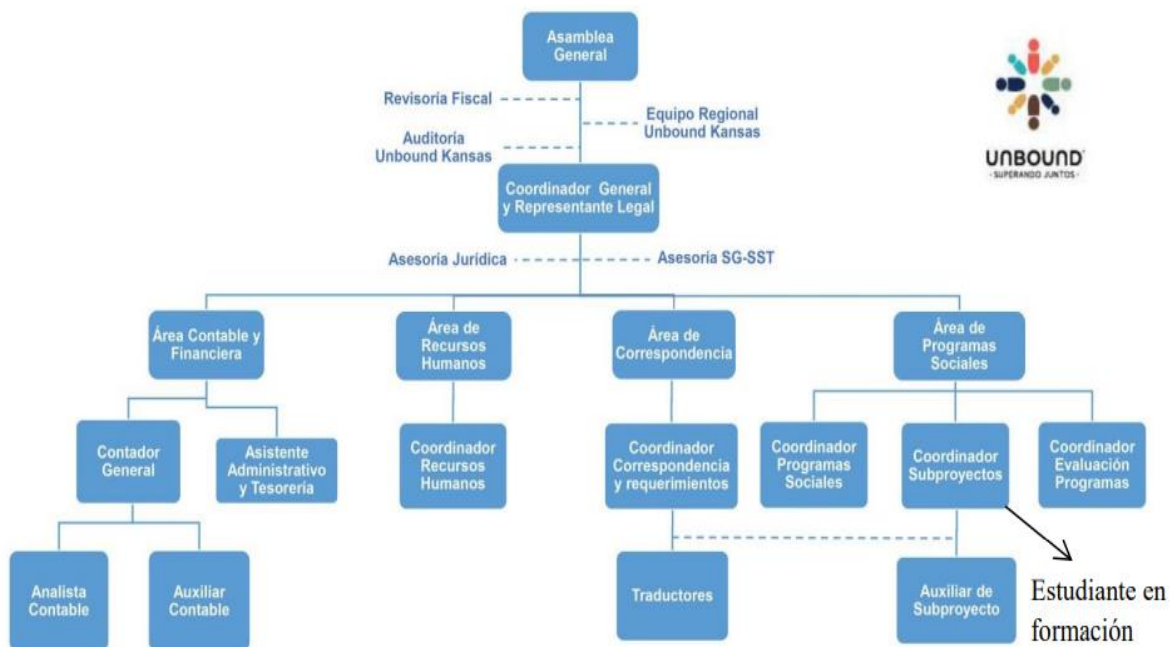 Asamblea
General
Revisoría Fiscal
Equipo Regional
Unbound Kansas
Auditoría
Unbound Kansas
UNBOUND
· SUPERANDO JUNTOS ·
Coordinador General
y Representante Legal
Asesoría Jurídica
Asesoría SG-SST
Área Contable y
Financiera
Área de
Recursos
Humanos
Área de
Correspondencia
Área de
Programas
Sociales
Contador
General
Asistente
Administrativo
y Tesorería
Coordinador
Recursos
Humanos
Coordinador
Correspondencia
y requerimientos
Coordinador
Programas
Sociales
Coordinador
Subproyectos
Coordinador
Evaluación
Programas
Analista
Contable
Auxiliar
Contable
Traductores
Auxiliar de
Subproyecto
Estudiante en
formación